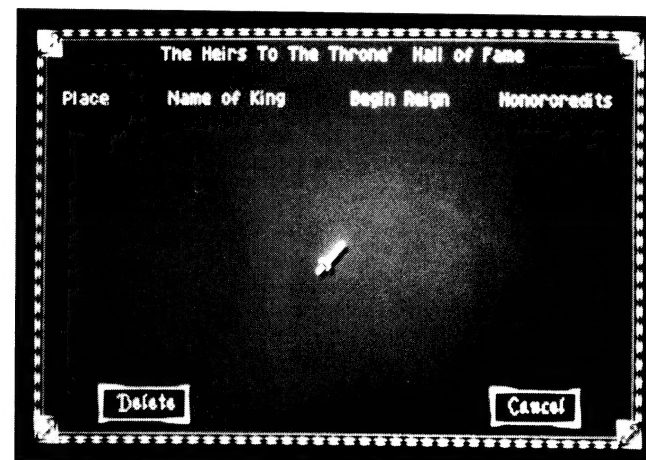 'The Heirs To The Throne' Hall of Fame
Place Name of King Begin Reign Honorcredits
Delete Cancel